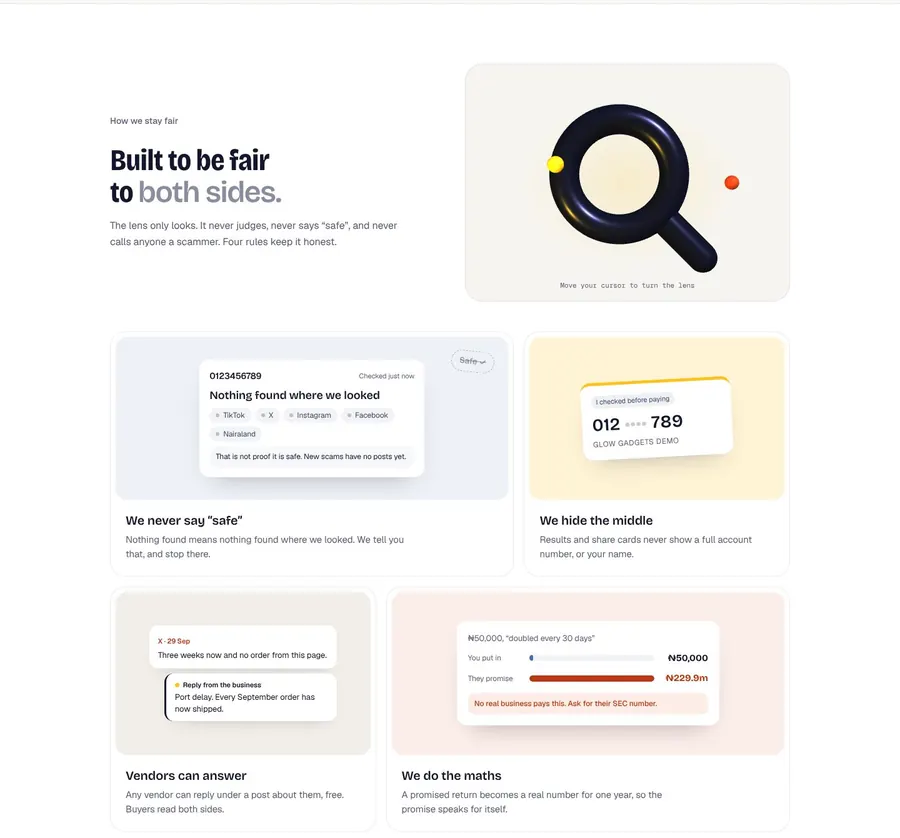 How we stay fair
Built to be fair
to both sides.
The lens only looks. It never judges, never says “safe”, and never
calls anyone a scammer. Four rules keep it honest.
Move your cursor to turn the lens
Safe
0123456789
Checked just now
Nothing found where we looked
TikTok
X
Instagram
Facebook
Nairaland
That is not proof it is safe. New scams have no posts yet.
We never say “safe”
Nothing found means nothing found where we looked. We tell you
that, and stop there.
I checked before paying
012 •••• 789
GLOW GADGETS DEMO
We hide the middle
Results and share cards never show a full account
number, or your name.
X · 29 Sep
Three weeks now and no order from this page.
Reply from the business
Port delay. Every September order has
now shipped.
Vendors can answer
Any vendor can reply under a post about them, free.
Buyers read both sides.
₦50,000, “doubled every 30 days”
You put in
₦50,000
They promise
₦229.9m
No real business pays this. Ask for their SEC number.
We do the maths
A promised return becomes a real number for one year, so the
promise speaks for itself.